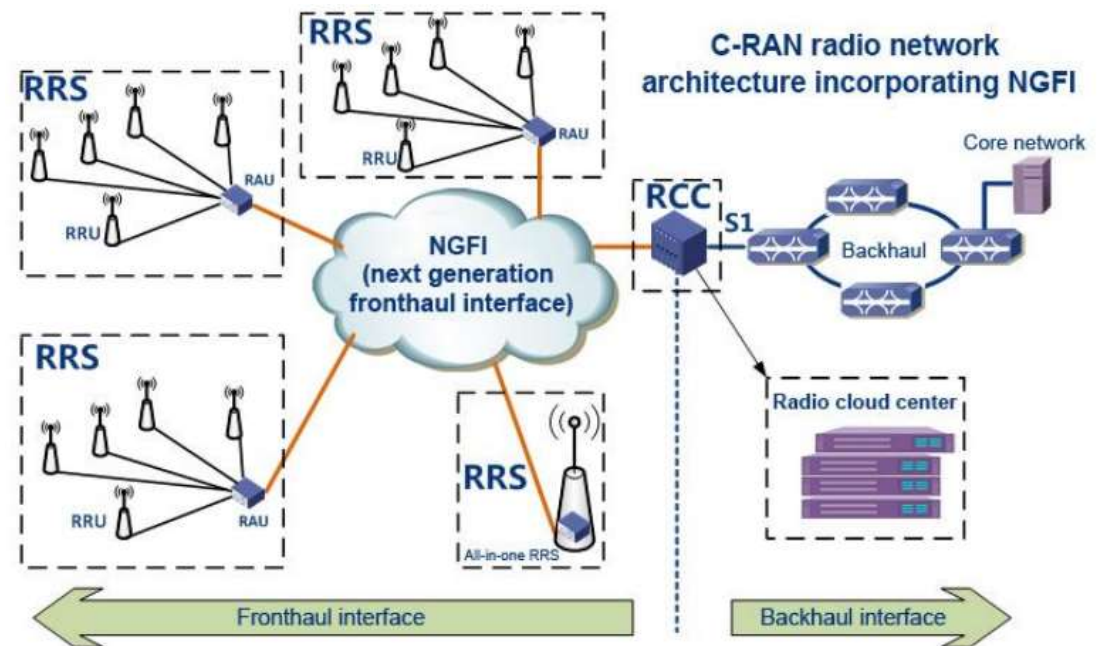 RRS
RAU
RRU
RRS
RAU
RRU
C-RAN radio network
architecture incorporating NGFI
Core network
RCC
S1
Backhaul
NGFI
(next generation
fronthaul interface)
RRS
RRU
RAU
RRS
All-in-one RRS
Radio cloud center
Fronthaul interface
Backhaul interface